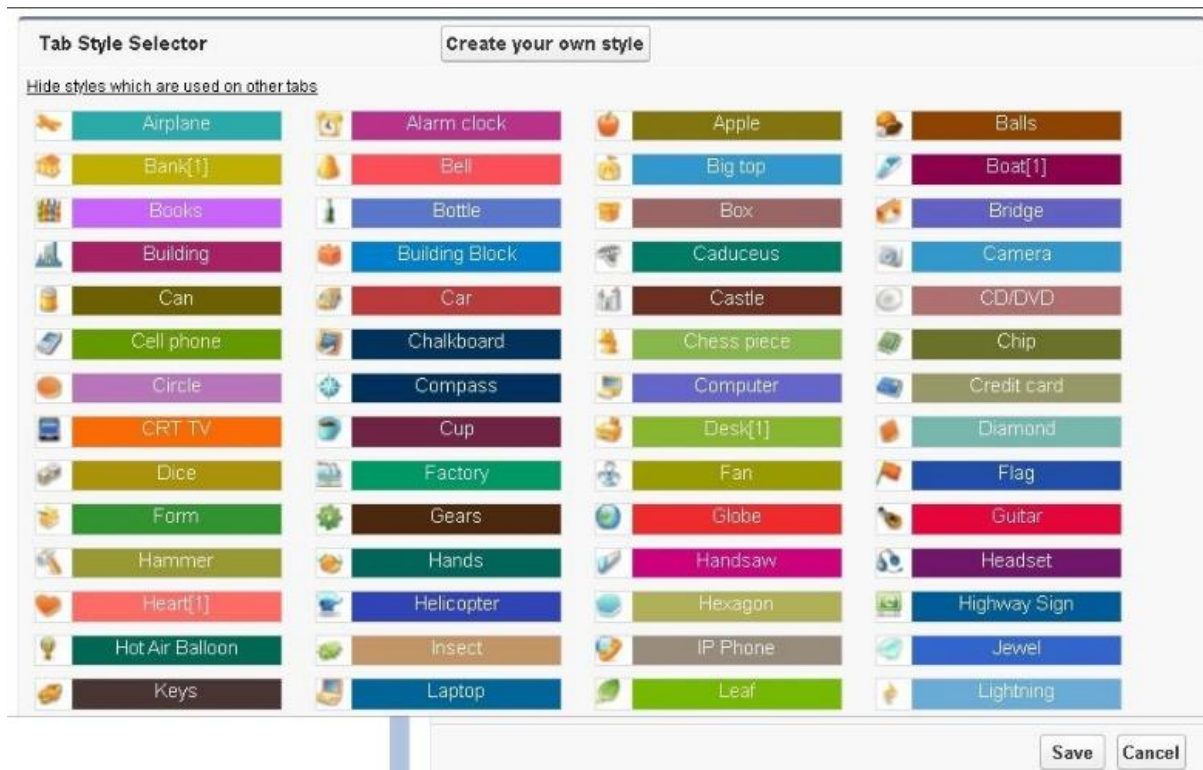 Tab Style Selector Create your own style
Hide styles which are used on other tabs
Airplane Alarm clock Apple Balls
Bank[1] Bell Big top Boat[1]
Books Bottle Box Bridge
Building Building Block Caduceus Camera
Can Car Castle CD/DVD
Cell phone Chalkboard Chess piece Chip
Circle Compass Computer Credit card
CRT TV Cup Desk[1] Diamond
Dice Factory Fan Flag
Form Gears Globe Guitar
Hammer Hands Handsaw Headset
Heart[1] Helicopter Hexagon Highway Sign
Hot Air Balloon Insect IP Phone Jewel
Keys Laptop Leaf Lightning
Save Cancel